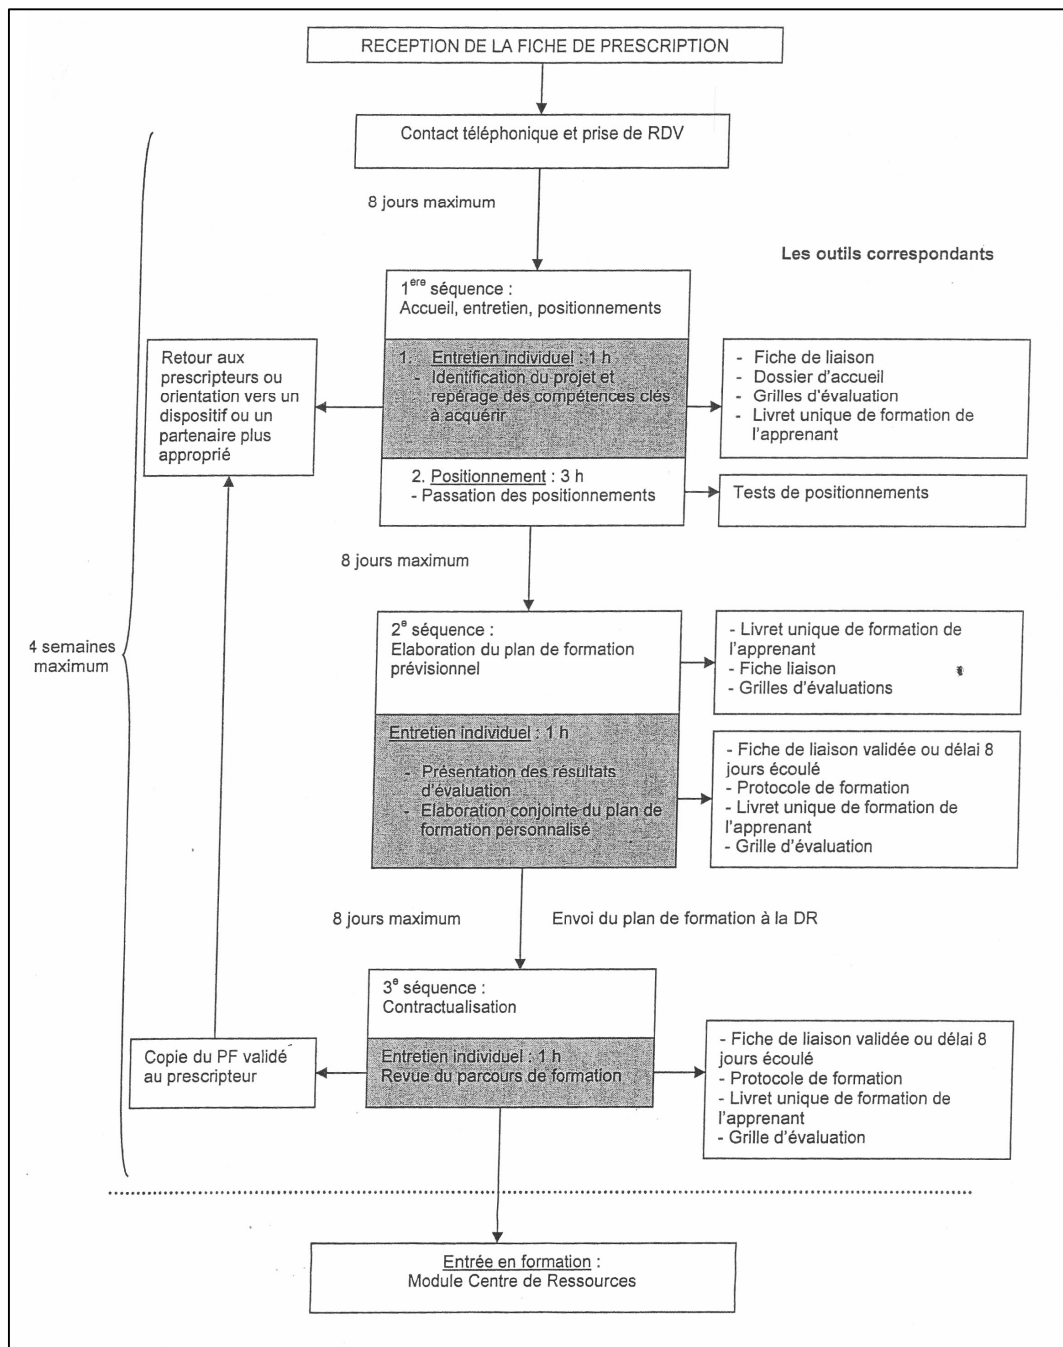 RECEPTION DE LA FICHE DE PRESCRIPTION
Contact téléphonique et prise de RDV
8 jours maximum
Les outils correspondants
1ere séquence :
Accueil, entretien, positionnements
1. Entretien individuel : 1 h
- Identification du projet et
repérage des compétences clés
à acquérir
Retour aux
prescripteurs ou
orientation vers un
dispositif ou un
partenaire plus
approprié
- Fiche de liaison
- Dossier d'accueil
- Grilles d'évaluation
- Livret unique de formation de
l'apprenant
2. Positionnement : 3 h
- Passation des positionnements
Tests de positionnements
8 jours maximum
4 semaines
maximum
2e séquence :
Elaboration du plan de formation
prévisionnel
- Livret unique de formation de
l'apprenant
- Fiche liaison
- Grilles d'évaluations
Entretien individuel : 1 h
- Présentation des résultats
d'évaluation
- Elaboration conjointe du plan de
formation personnalisé
- Fiche de liaison validée ou délai 8
jours écoulé
- Protocole de formation
- Livret unique de formation de
l'apprenant
- Grille d'évaluation
8 jours maximum
Envoi du plan de formation à la DR
3e séquence :
Contractualisation
Entretien individuel : 1 h
Revue du parcours de formation
Copie du PF validé
au prescripteur
- Fiche de liaison validée ou délai 8
jours écoulé
- Protocole de formation
- Livret unique de formation de
l'apprenant
- Grille d'évaluation
Entrée en formation :
Module Centre de Ressources